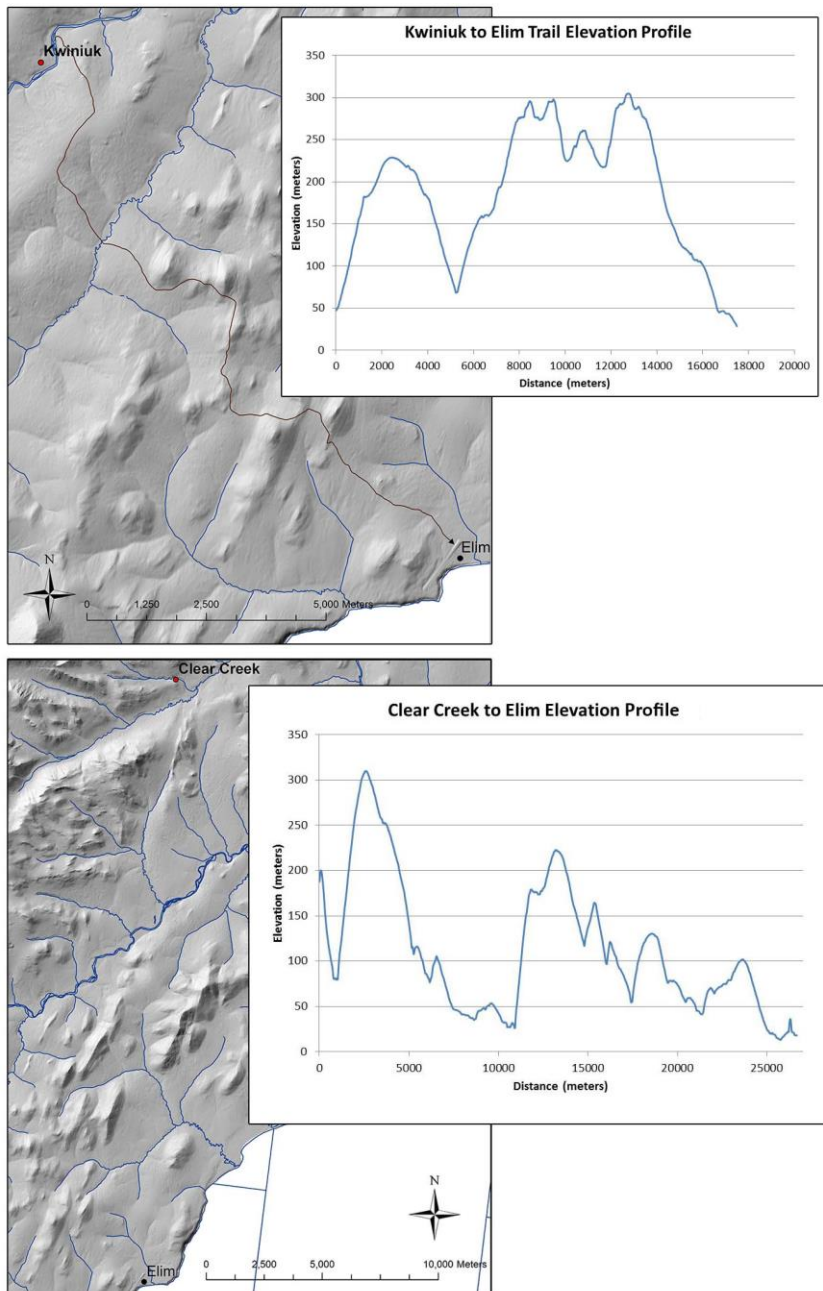 Kwiniuk
Kwiniuk to Elim Trail Elevation Profile
350
300
250
200
150
100
50
0
Elevation (meters)
0 2000 4000 6000 8000 10000 12000 14000 16000 18000 20000
Distance (meters)
Elim
N
0 1,250 2,500 5,000 Meters
Clear Creek
Clear Creek to Elim Elevation Profile
350
300
250
200
150
100
50
0
Elevation (meters)
0 5000 10000 15000 20000 25000
Distance (meters)
N
0 2,500 5,000 10,000 Meters
Elim